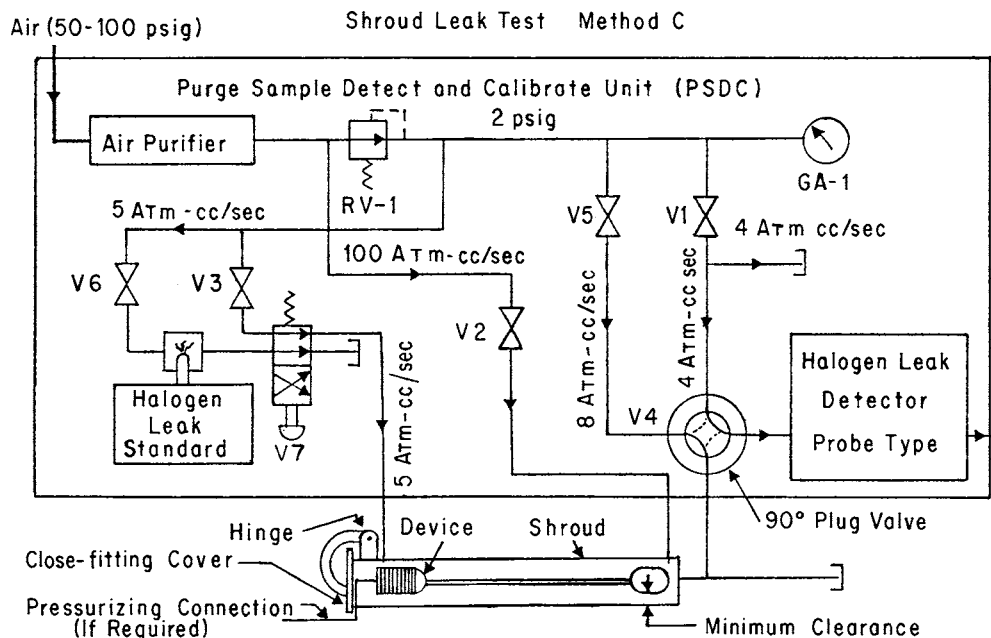 Shroud Leak Test Method C
Air (50-100 psig)
Purge Sample Detect and Calibrate Unit (PSDC)
2 psig
Air Purifier
RV-1
GA-1
5 ATm-cc/sec
V5
V1
4 ATm cc/sec
100 ATm-cc/sec
V6
V3
V2
8 ATm-cc/sec
4 ATm-cc sec
Halogen Leak
Detector
Probe Type
V4
Halogen
Leak
Standard
V7
5 ATm-cc/sec
90° Plug Valve
Hinge
Device
Shroud
Close-fitting Cover
Pressurizing Connection
(If Required)
Minimum Clearance